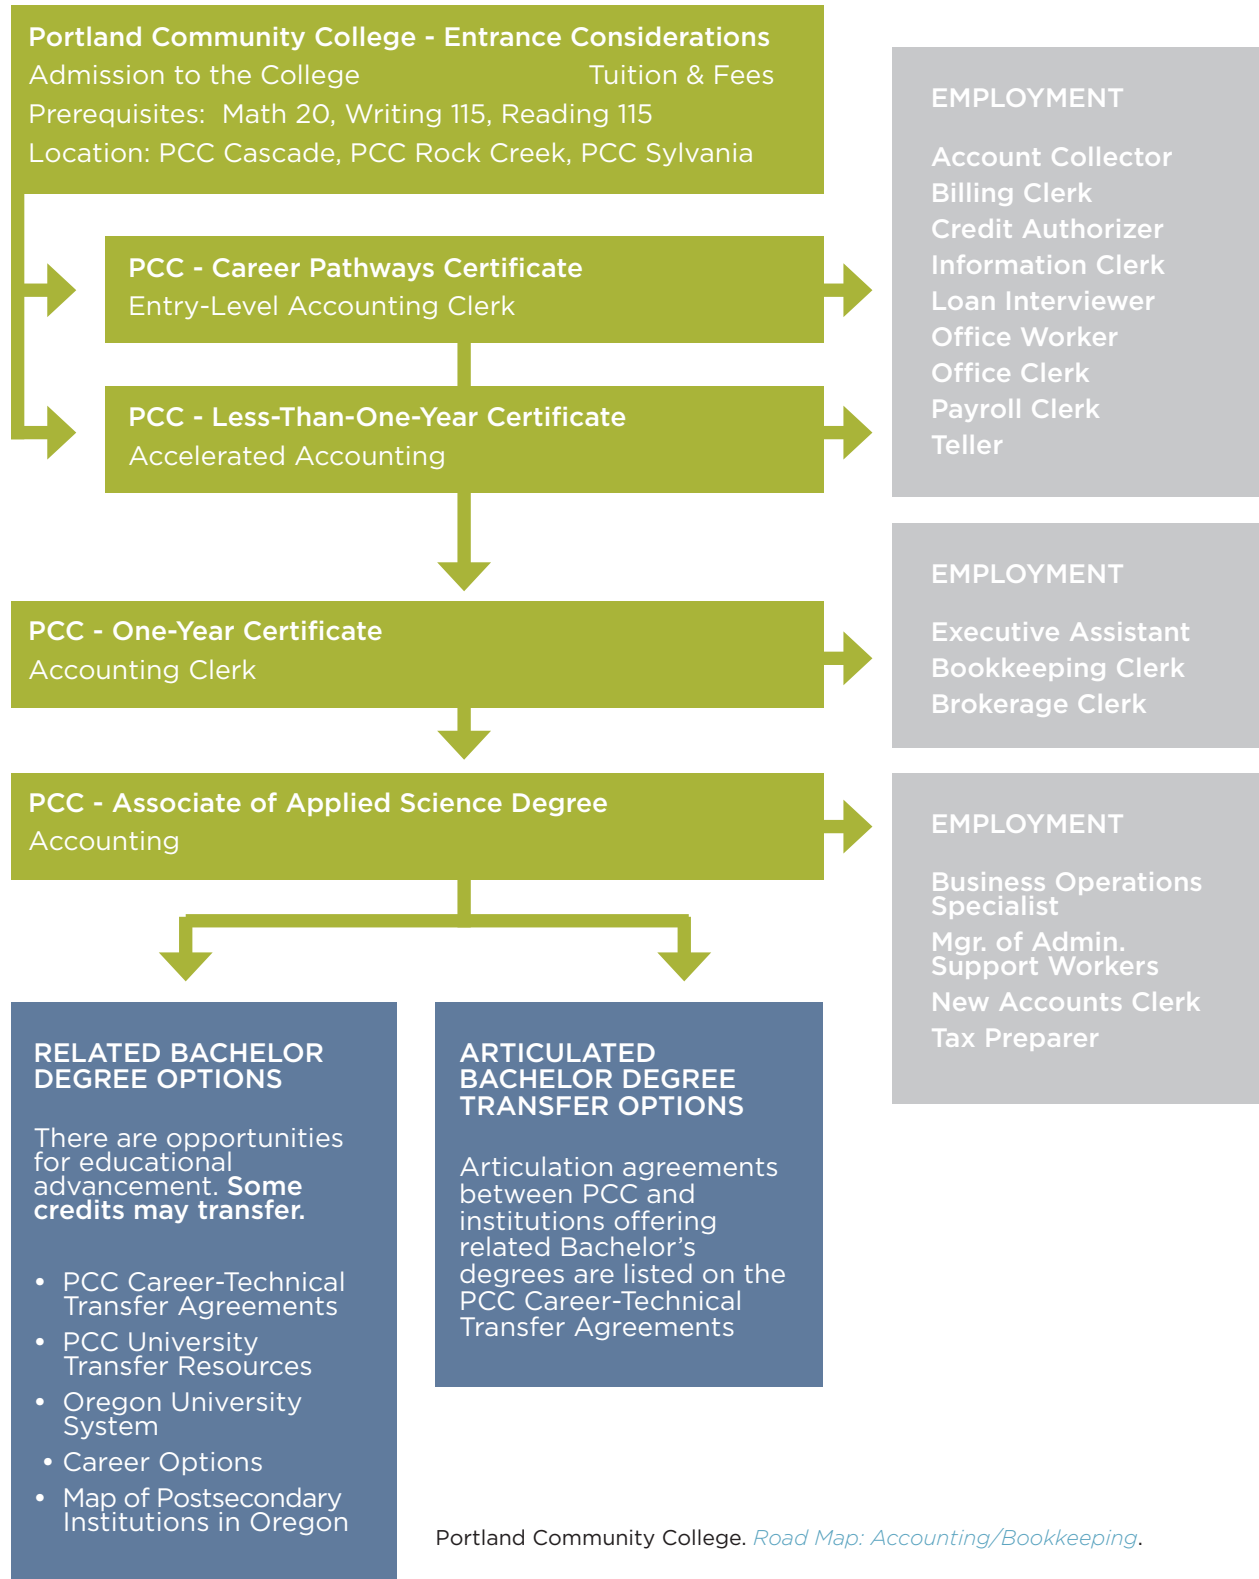 Portland Community College - Entrance Considerations
Admission to the College Tuition & Fees
Prerequisites: Math 20, Writing 115, Reading 115
Location: PCC Cascade, PCC Rock Creek, PCC Sylvania
PCC - Career Pathways Certificate
Entry-Level Accounting Clerk
PCC - Less-Than-One-Year Certificate
Accelerated Accounting
EMPLOYMENT
Account Collector
Billing Clerk
Credit Authorizer
Information Clerk
Loan Interviewer
Office Worker
Office Clerk
Payroll Clerk
Teller
PCC - One-Year Certificate
Accounting Clerk
EMPLOYMENT
Executive Assistant
Bookkeeping Clerk
Brokerage Clerk
PCC - Associate of Applied Science Degree
Accounting
EMPLOYMENT
Business Operations
Specialist
Mgr. of Admin.
Support Workers
New Accounts Clerk
Tax Preparer
RELATED BACHELOR
DEGREE OPTIONS
There are opportunities
for educational
advancement. Some
credits may transfer.
• PCC Career-Technical
Transfer Agreements
• PCC University
Transfer Resources
• Oregon University
System
• Career Options
• Map of Postsecondary
Institutions in Oregon
ARTICULATED
BACHELOR DEGREE
TRANSFER OPTIONS
Articulation agreements
between PCC and
institutions offering
related Bachelor’s
degrees are listed on the
PCC Career-Technical
Transfer Agreements
Portland Community College. Road Map: Accounting/Bookkeeping.